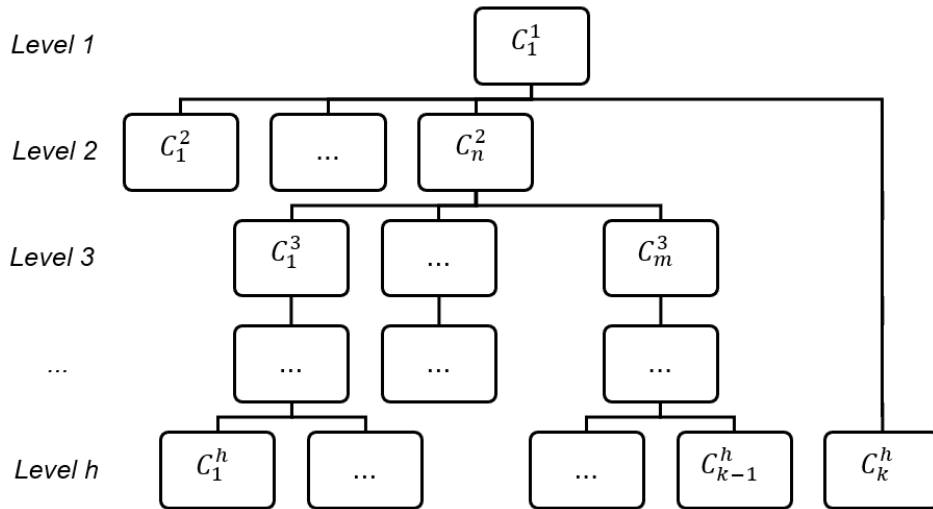 Level 1 $C_1^1$
Level 2 $C_1^2$ ... $C_n^2$
Level 3 $C_1^3$ ... $C_m^3$
... ... ... ...
Level h $C_1^h$ ... ... $C_{k-1}^h$ $C_k^h$